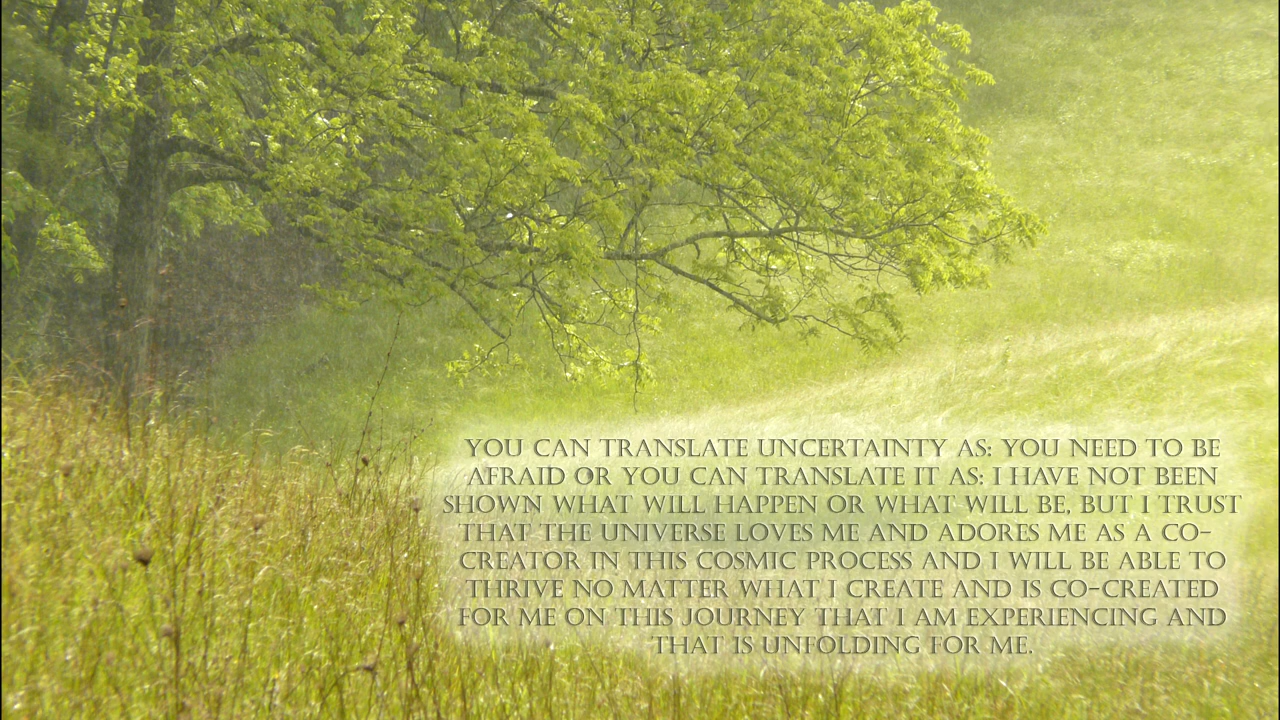 YOU CAN TRANSLATE UNCERTAINTY AS: YOU NEED TO BE
AFRAID OR YOU CAN TRANSLATE IT AS: I HAVE NOT BEEN
SHOWN WHAT WILL HAPPEN OR WHAT WILL BE, BUT I TRUST
THAT THE UNIVERSE LOVES ME AND ADORES ME AS A CO-
CREATOR IN THIS COSMIC PROCESS AND I WILL BE ABLE TO
THRIVE NO MATTER WHAT I CREATE AND IS CO-CREATED
FOR ME ON THIS JOURNEY THAT I AM EXPERIENCING AND
THAT IS UNFOLDING FOR ME.